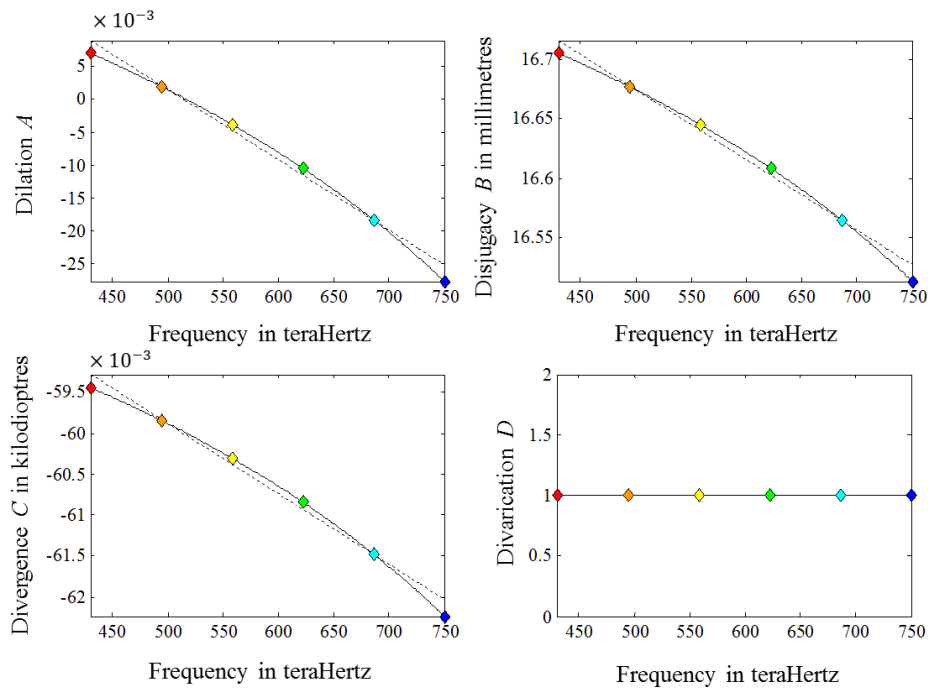 × 10⁻³
Dilation A
5
0
-5
-10
-15
-20
-25
450 500 550 600 650 700 750
Frequency in teraHertz
Disjugacy B in millimetres
16.7
16.65
16.6
16.55
450 500 550 600 650 700 750
Frequency in teraHertz
× 10⁻³
Divergence C in kilodioptres
-59.5
-60
-60.5
-61
-61.5
-62
450 500 550 600 650 700 750
Frequency in teraHertz
Divarication D
2
1.5
1
0.5
0
450 500 550 600 650 700 750
Frequency in teraHertz